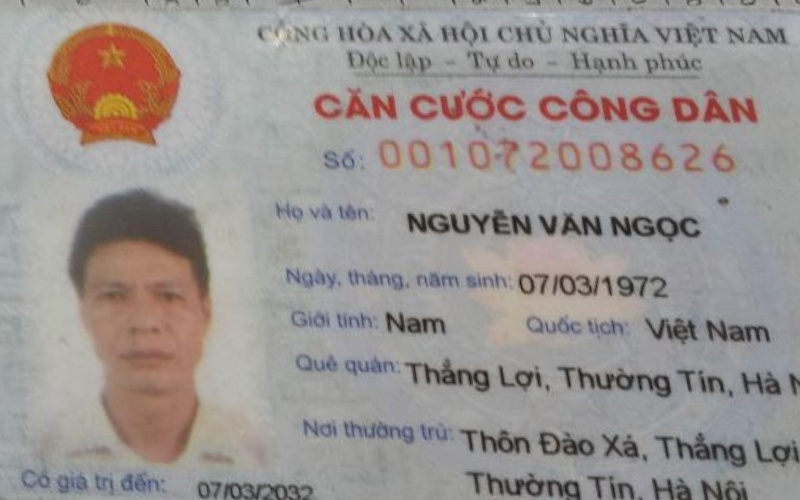 CỘNG HÒA XÃ HỘI CHỦ NGHĨA VIỆT NAM
Độc lập - Tự do - Hạnh phúc
CĂN CƯỚC CÔNG DÂN
Số: 001072008626
Họ và tên: NGUYỄN VĂN NGỌC
Ngày, tháng, năm sinh: 07/03/1972
Giới tính: Nam Quốc tịch: Việt Nam
Quê quán: Thắng Lợi, Thường Tín, Hà
Nơi thường trú: Thôn Đào Xá, Thắng Lợi
Thường Tín, Hà Nội
Có giá trị đến: 07/03/2032